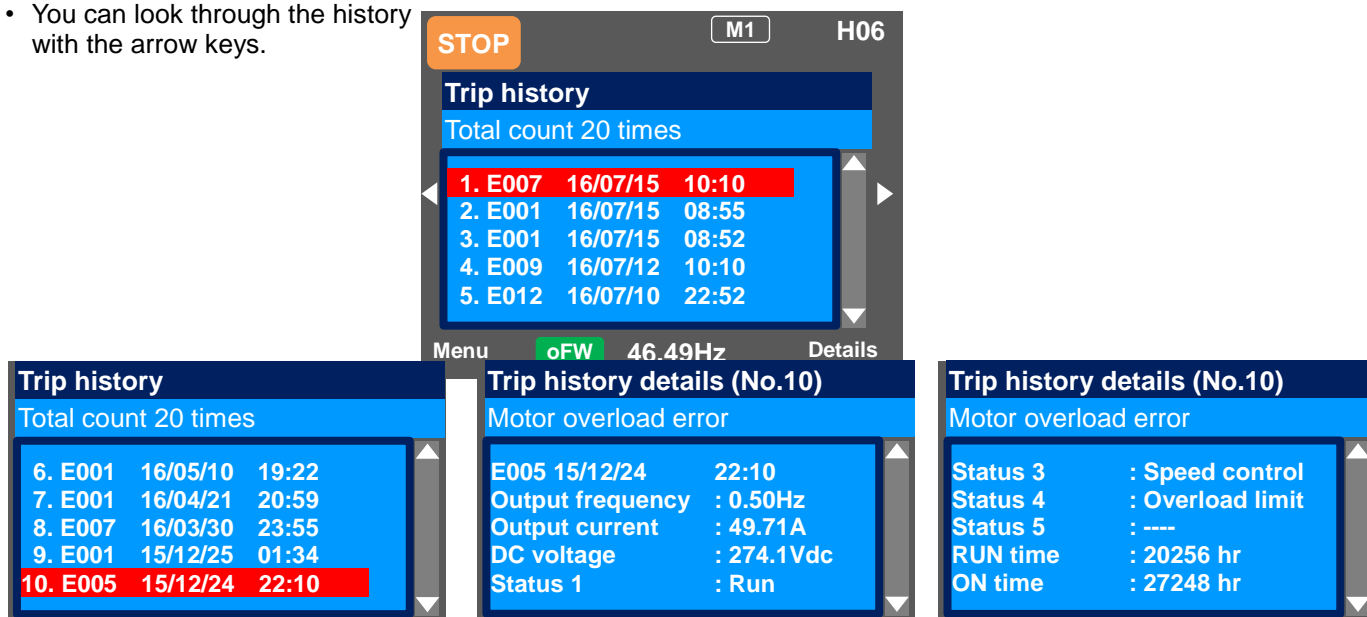 • You can look through the history
with the arrow keys.
STOP M1 H06
Trip history
Total count 20 times
1. E007 16/07/15 10:10
2. E001 16/07/15 08:55
3. E001 16/07/15 08:52
4. E009 16/07/12 10:10
5. E012 16/07/10 22:52
Menu oFW 46.49Hz Details
Trip history
Total count 20 times
6. E001 16/05/10 19:22
7. E001 16/04/21 20:59
8. E007 16/03/30 23:55
9. E001 15/12/25 01:34
10. E005 15/12/24 22:10
Trip history details (No.10)
Motor overload error
E005 15/12/24 22:10
Output frequency : 0.50Hz
Output current : 49.71A
DC voltage : 274.1Vdc
Status 1 : Run
Trip history details (No.10)
Motor overload error
Status 3 : Speed control
Status 4 : Overload limit
Status 5 : ----
RUN time : 20256 hr
ON time : 27248 hr